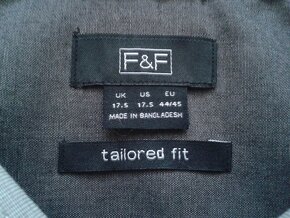 F&F
UK US EU
17.5 17.5 44/45
MADE IN BANGLADESH
tailored fit